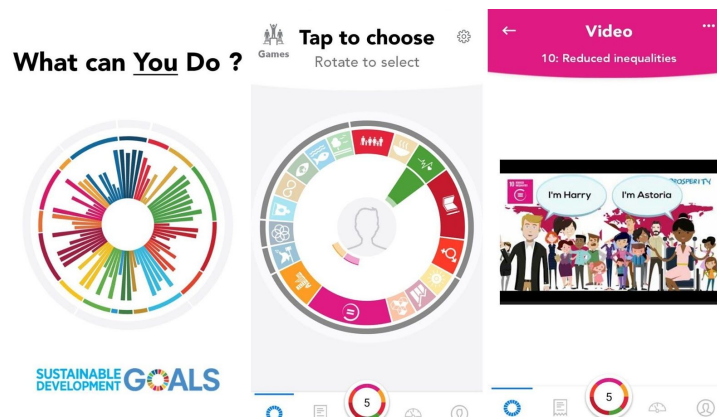 What can You Do ?
SUSTAINABLE
DEVELOPMENT GOALS
Games
Tap to choose
Rotate to select
5
Video
10: Reduced inequalities
I'm Harry
I'm Astoria
5